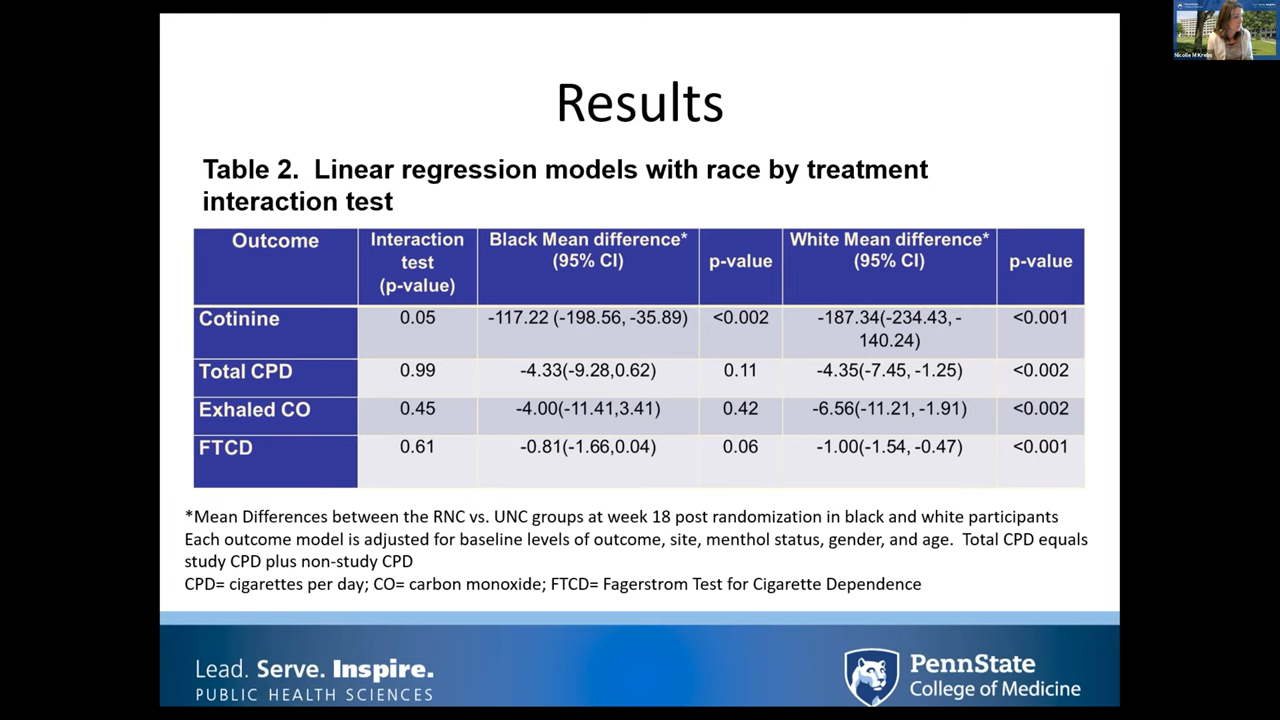 Results
Table 2. Linear regression models with race by treatment
interaction test
Outcome
Interaction
test
(p-value)
Black Mean difference*
(95% CI)
p-value
White Mean difference*
(95% CI)
p-value
Cotinine
0.05
-117.22 (-198.56, -35.89)
<0.002
-187.34(-234.43, -
140.24)
<0.001
Total CPD
0.99
-4.33(-9.28,0.62)
0.11
-4.35(-7.45, -1.25)
<0.002
Exhaled CO
0.45
-4.00(-11.41,3.41)
0.42
-6.56(-11.21, -1.91)
<0.002
FTCD
0.61
-0.81(-1.66,0.04)
0.06
-1.00(-1.54, -0.47)
<0.001
*Mean Differences between the RNC vs. UNC groups at week 18 post randomization in black and white participants
Each outcome model is adjusted for baseline levels of outcome, site, menthol status, gender, and age. Total CPD equals
study CPD plus non-study CPD
CPD= cigarettes per day; CO= carbon monoxide; FTCD= Fagerstrom Test for Cigarette Dependence
Lead. Serve. Inspire.
PUBLIC HEALTH SCIENCES
PennState
College of Medicine
Nicolle M Krebs